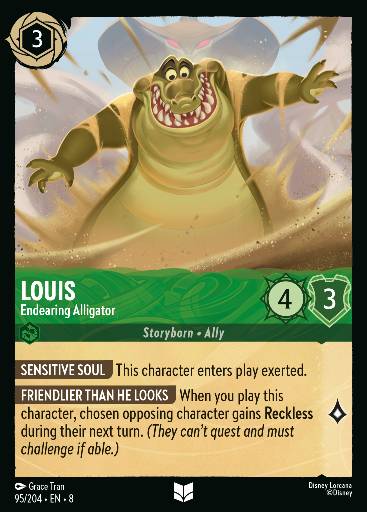 3
LOUIS
Endearing Alligator
4
3
Storyborn • Ally
SENSITIVE SOUL This character enters play exerted.
FRIENDLIER THAN HE LOOKS When you play this
character, chosen opposing character gains Reckless
during their next turn. (They can't quest and must
challenge if able.)
Grace Tran
95/204 • EN • 8
Disney Lorcana
©Disney